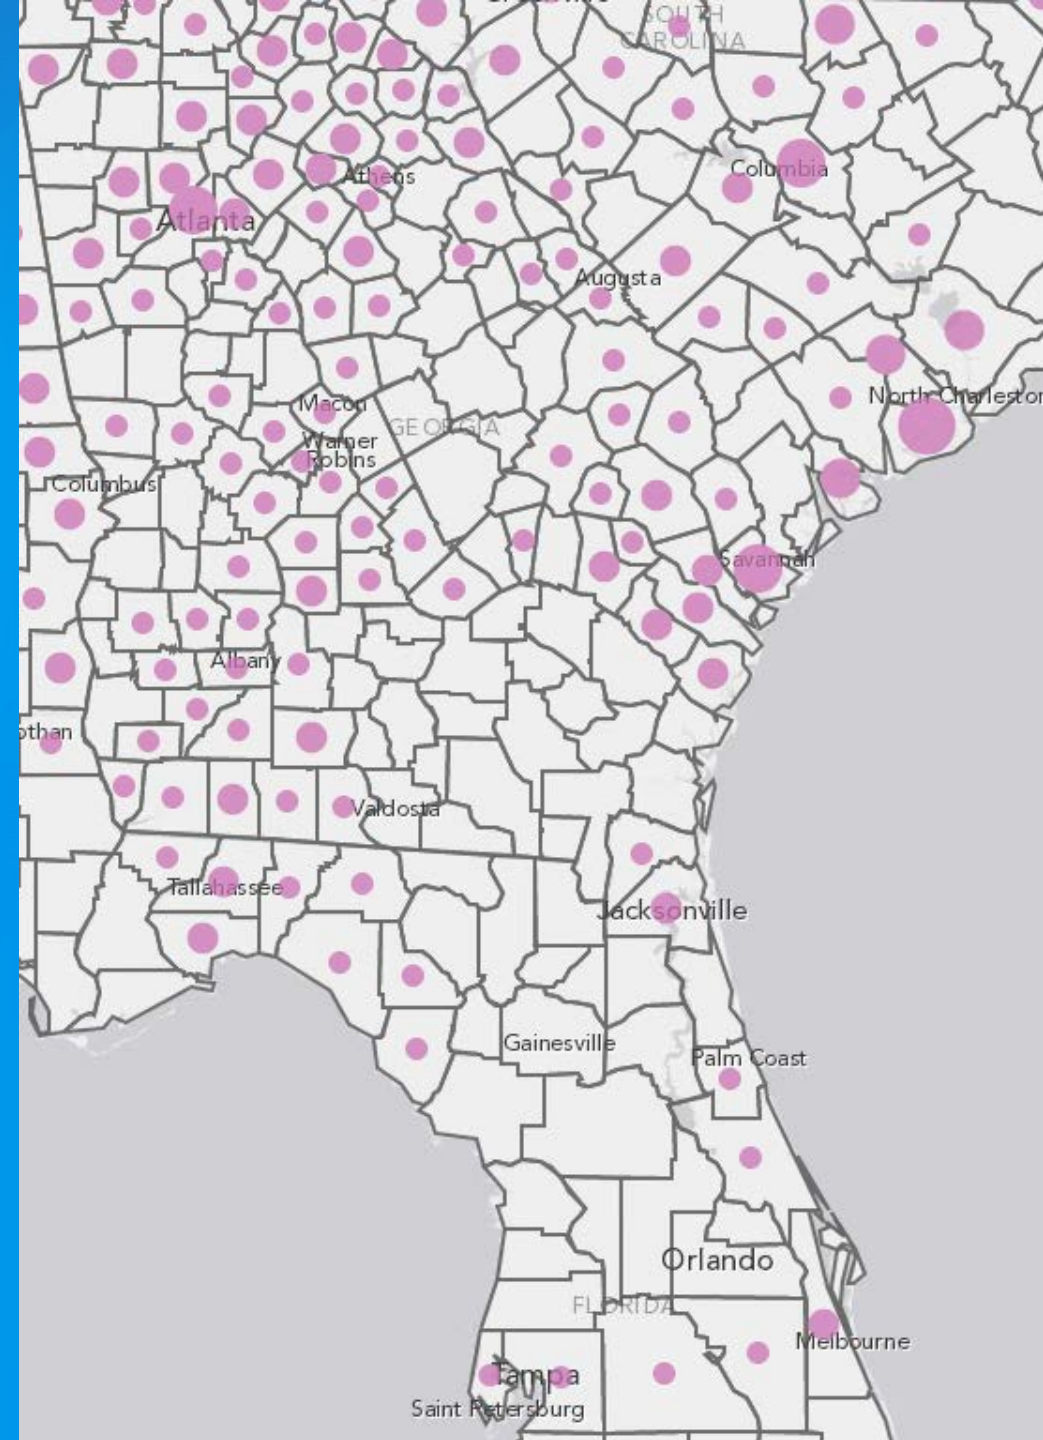 SOUTH
CAROLINA
Columbia
Athens
Atlanta
Augusta
North Charleston
Macon
GEORGIA
Warner
Robins
Columbus
Savannah
Albany
othan
Valdosta
Tallahassee
Jacksonville
Gainesville
Palm Coast
Orlando
FLORIDA
Melbourne
Tampa
Saint Petersburg